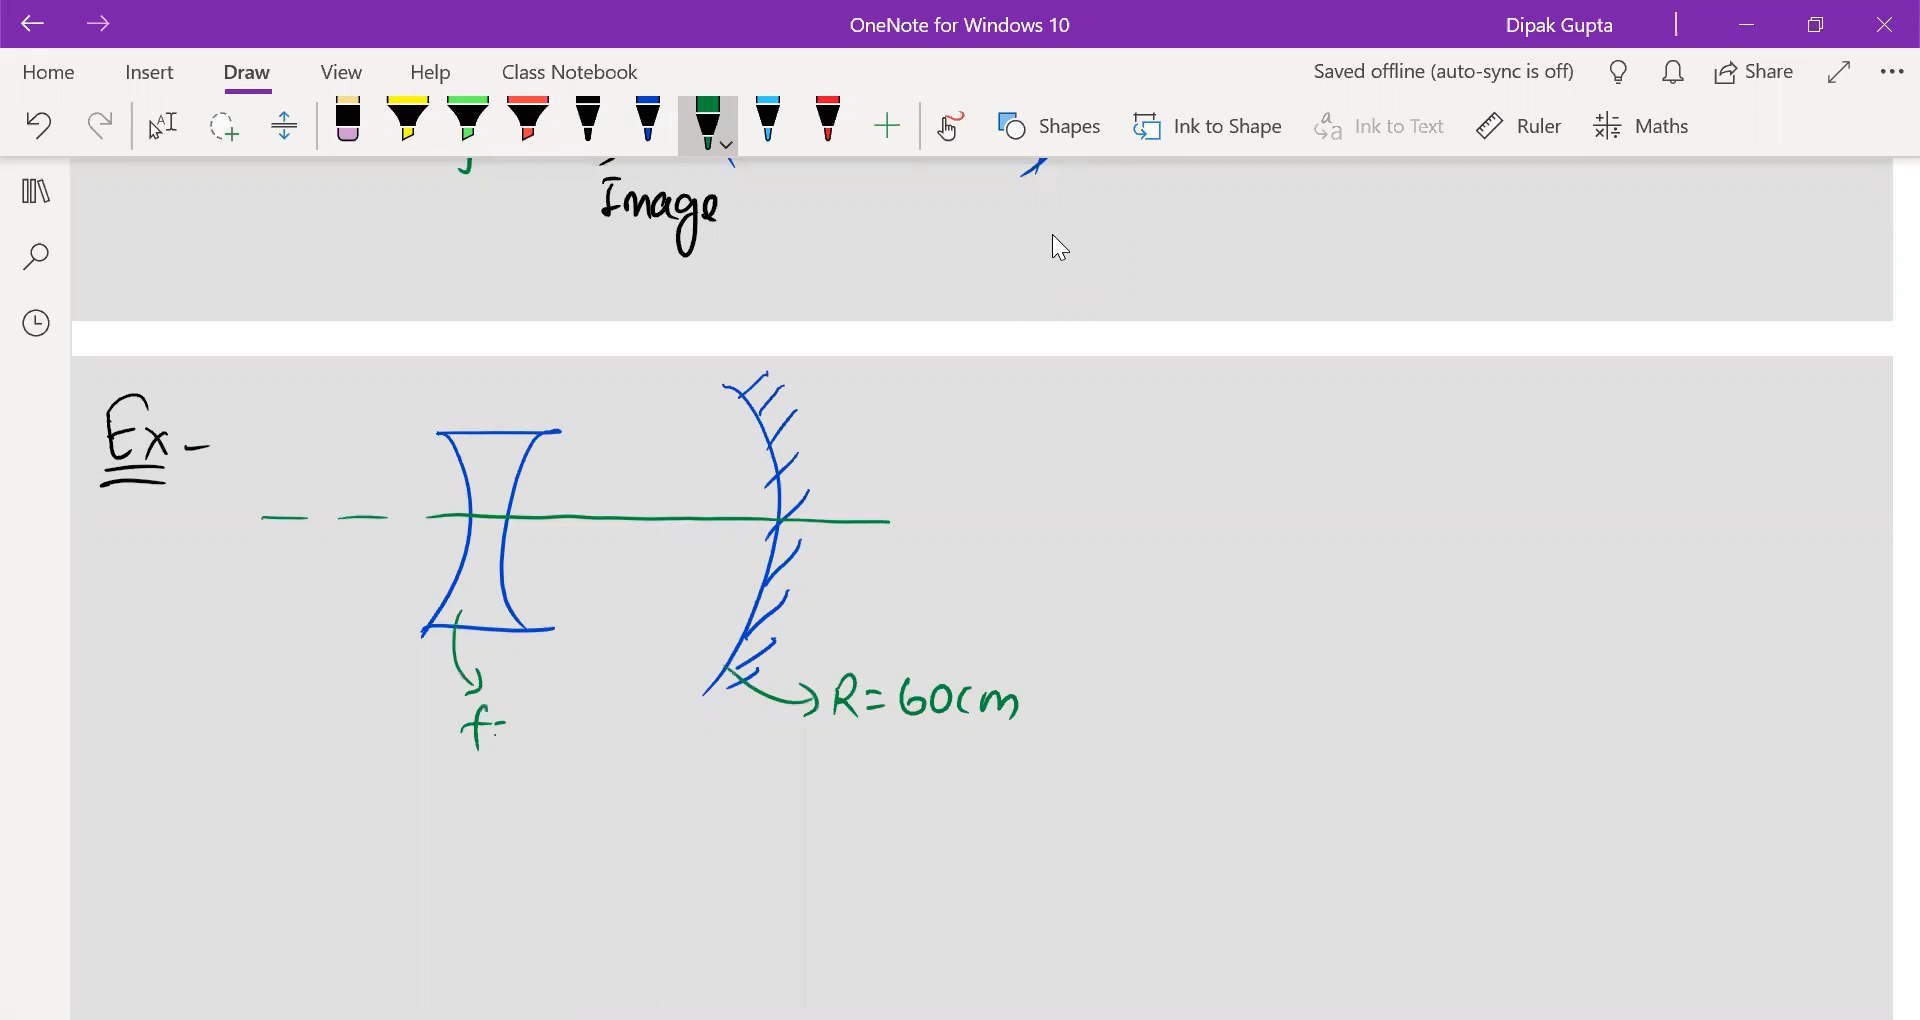 OneNote for Windows 10
Dipak Gupta
Home Insert Draw View Help Class Notebook
Saved offline (auto-sync is off) Share
Shapes Ink to Shape Ink to Text Ruler Maths
Image
Ex -
R = 60cm
f=